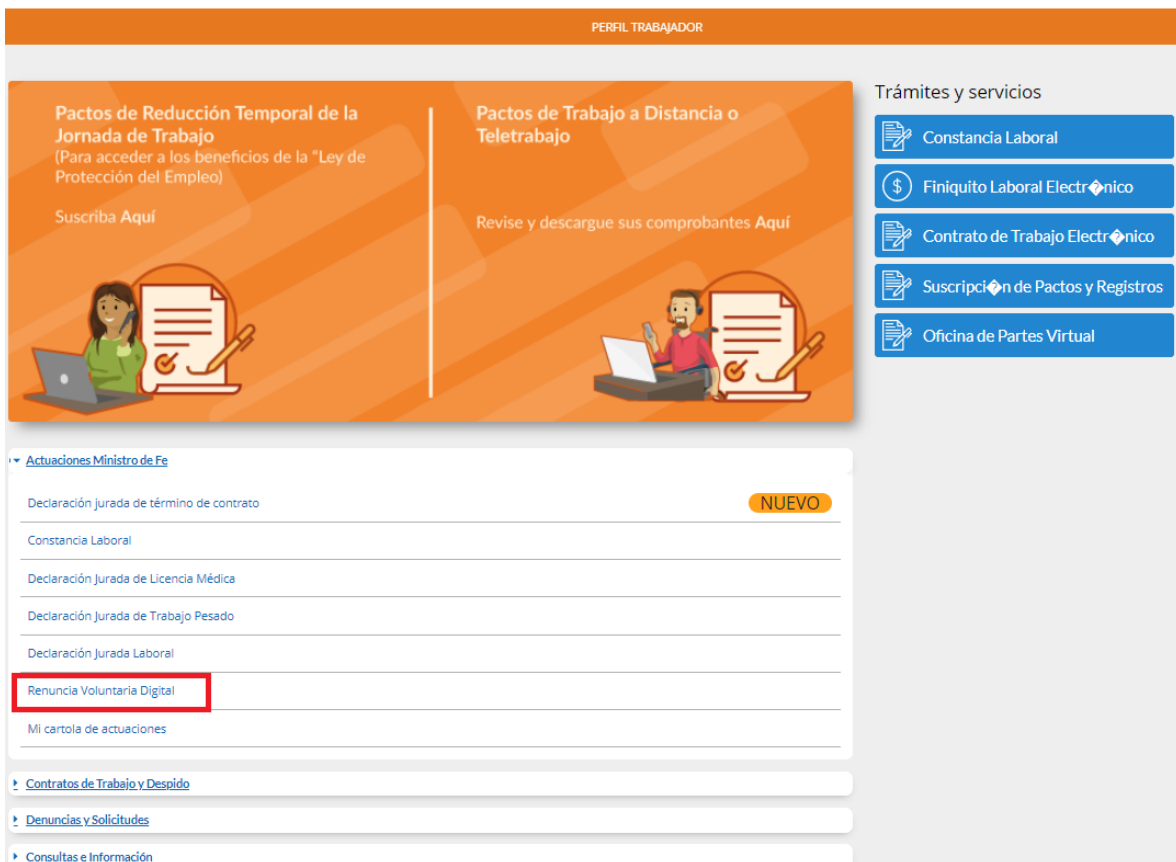 PERFIL TRABAJADOR
Pactos de Reducción Temporal de la
Jornada de Trabajo
(Para acceder a los beneficios de la "Ley de
Protección del Empleo)
Suscriba Aquí
Pactos de Trabajo a Distancia o
Teletrabajo
Revise y descargue sus comprobantes Aquí
Trámites y servicios
Constancia Laboral
Finiquito Laboral Electr�nico
Contrato de Trabajo Electr�nico
Suscripci�n de Pactos y Registros
Oficina de Partes Virtual
Actuaciones Ministro de Fe
Declaración jurada de término de contrato
NUEVO
Constancia Laboral
Declaración Jurada de Licencia Médica
Declaración Jurada de Trabajo Pesado
Declaración Jurada Laboral
Renuncia Voluntaria Digital
Mi cartola de actuaciones
Contratos de Trabajo y Despido
Denuncias y Solicitudes
Consultas e Información